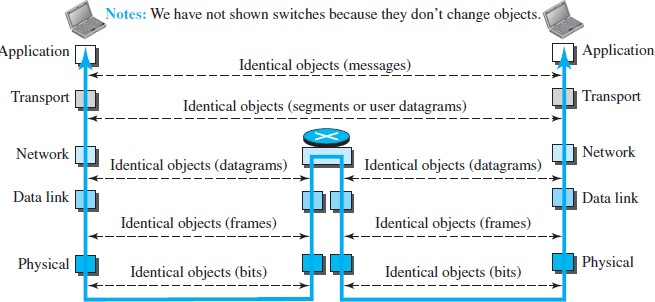 Notes: We have not shown switches because they don't change objects.
Application Application
Identical objects (messages)
Transport Transport
Identical objects (segments or user datagrams)
Network Network
Identical objects (datagrams) Identical objects (datagrams)
Data link Data link
Identical objects (frames) Identical objects (frames)
Physical Physical
Identical objects (bits) Identical objects (bits)